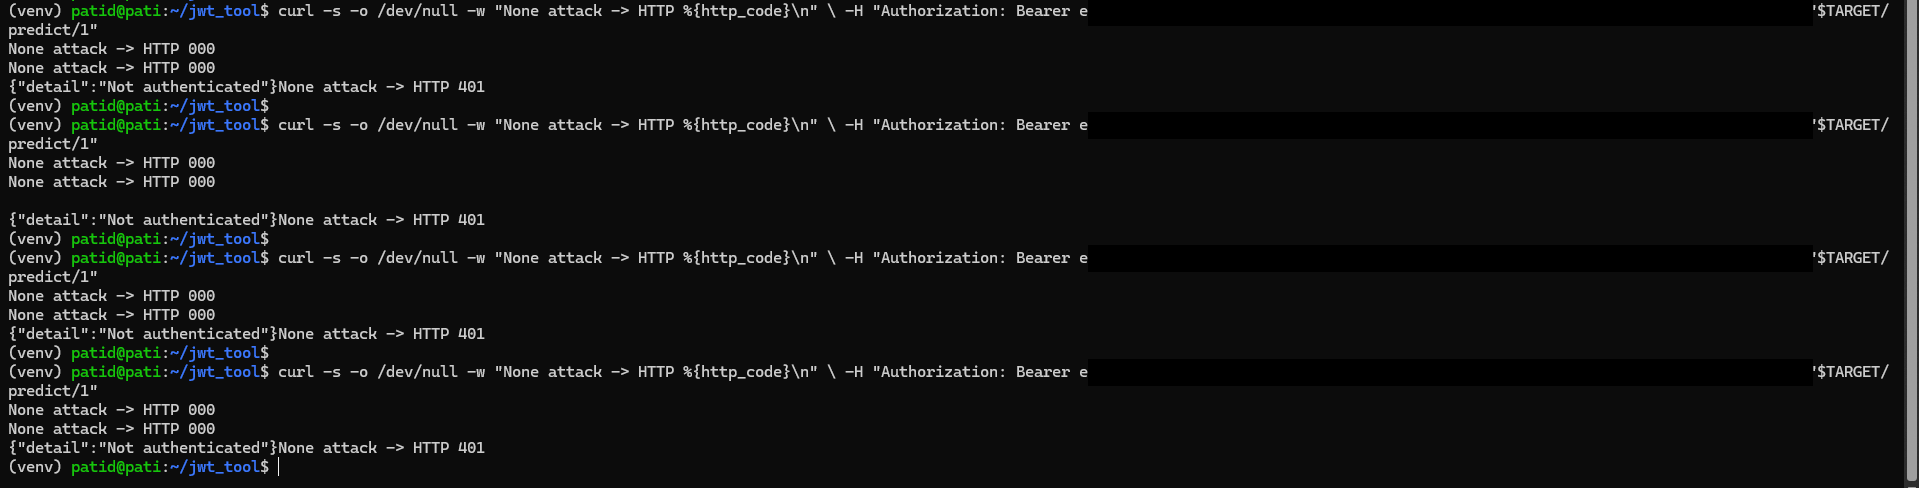 (venv) patid@pati:~/jwt_tool$ curl -s -o /dev/null -w "None attack -> HTTP %{http_code}\n" \ -H "Authorization: Bearer e "$TARGET/
predict/1"
None attack -> HTTP 000
None attack -> HTTP 000
{"detail":"Not authenticated"}None attack -> HTTP 401
(venv) patid@pati:~/jwt_tool$
(venv) patid@pati:~/jwt_tool$ curl -s -o /dev/null -w "None attack -> HTTP %{http_code}\n" \ -H "Authorization: Bearer e "$TARGET/
predict/1"
None attack -> HTTP 000
None attack -> HTTP 000
{"detail":"Not authenticated"}None attack -> HTTP 401
(venv) patid@pati:~/jwt_tool$
(venv) patid@pati:~/jwt_tool$ curl -s -o /dev/null -w "None attack -> HTTP %{http_code}\n" \ -H "Authorization: Bearer e "$TARGET/
predict/1"
None attack -> HTTP 000
None attack -> HTTP 000
{"detail":"Not authenticated"}None attack -> HTTP 401
(venv) patid@pati:~/jwt_tool$
(venv) patid@pati:~/jwt_tool$ curl -s -o /dev/null -w "None attack -> HTTP %{http_code}\n" \ -H "Authorization: Bearer e "$TARGET/
predict/1"
None attack -> HTTP 000
None attack -> HTTP 000
{"detail":"Not authenticated"}None attack -> HTTP 401
(venv) patid@pati:~/jwt_tool$